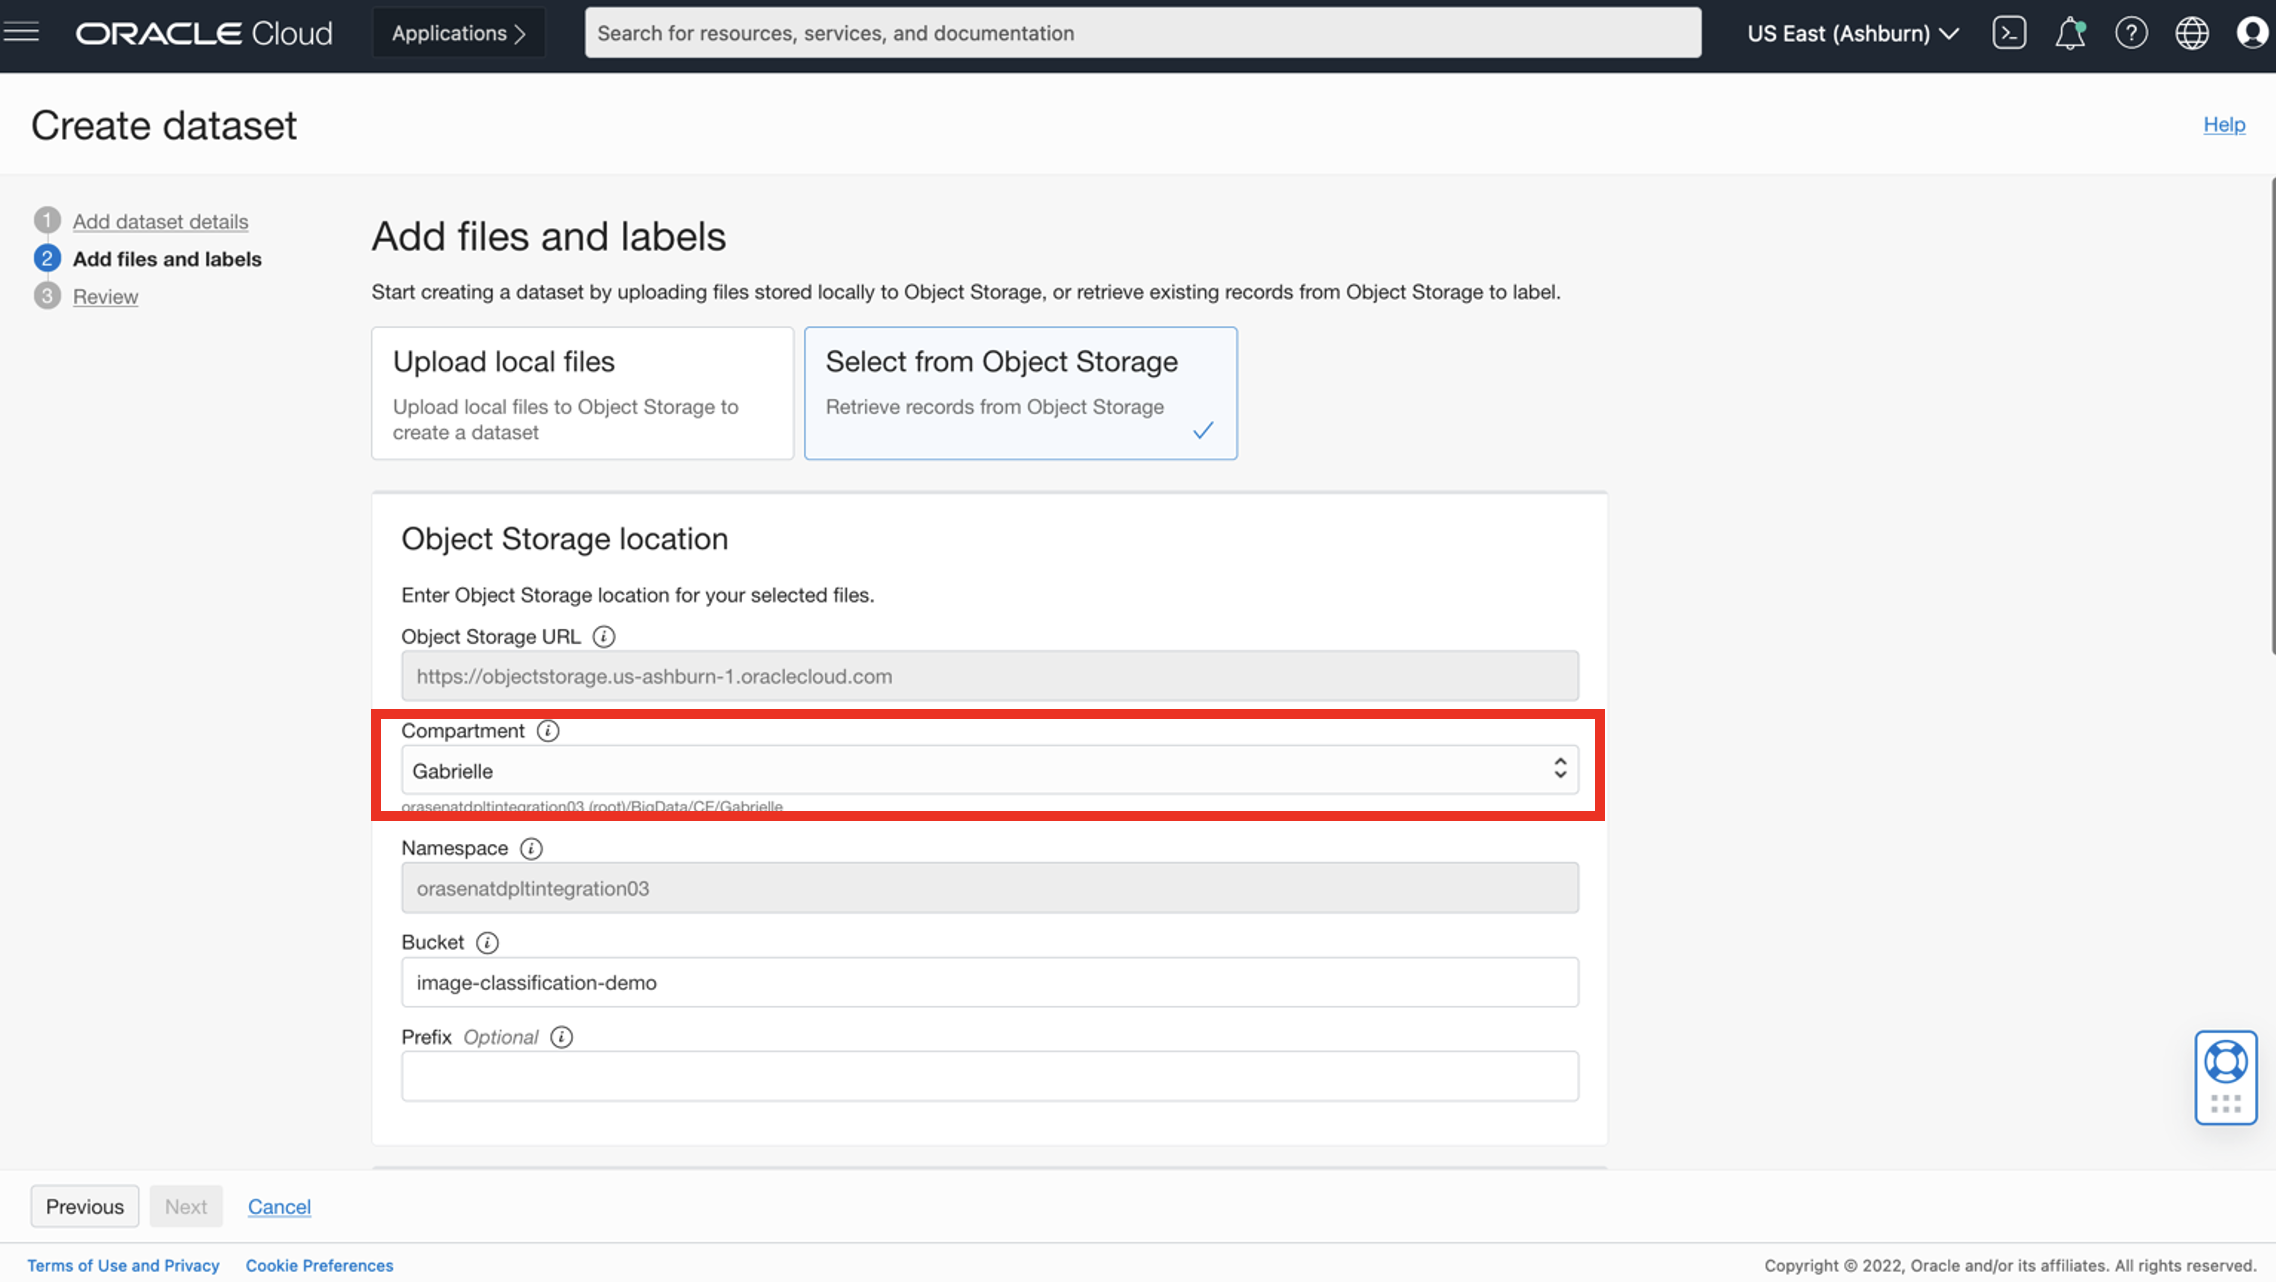 ORACLE Cloud
Applications
Search for resources, services, and documentation
US East (Ashburn)
Create dataset
Help
1 Add dataset details
2 Add files and labels
3 Review
Add files and labels
Start creating a dataset by uploading files stored locally to Object Storage, or retrieve existing records from Object Storage to label.
Upload local files
Upload local files to Object Storage to
create a dataset
Select from Object Storage
Retrieve records from Object Storage
Object Storage location
Enter Object Storage location for your selected files.
Object Storage URL
https://objectstorage.us-ashburn-1.oraclecloud.com
Compartment
Gabrielle
orasenatdpltintegration03 (root)/BigData/CE/Gabrielle
Namespace
orasenatdpltintegration03
Bucket
image-classification-demo
Prefix Optional
Previous
Next
Cancel
Terms of Use and Privacy
Cookie Preferences
Copyright © 2022, Oracle and/or its affiliates. All rights reserved.